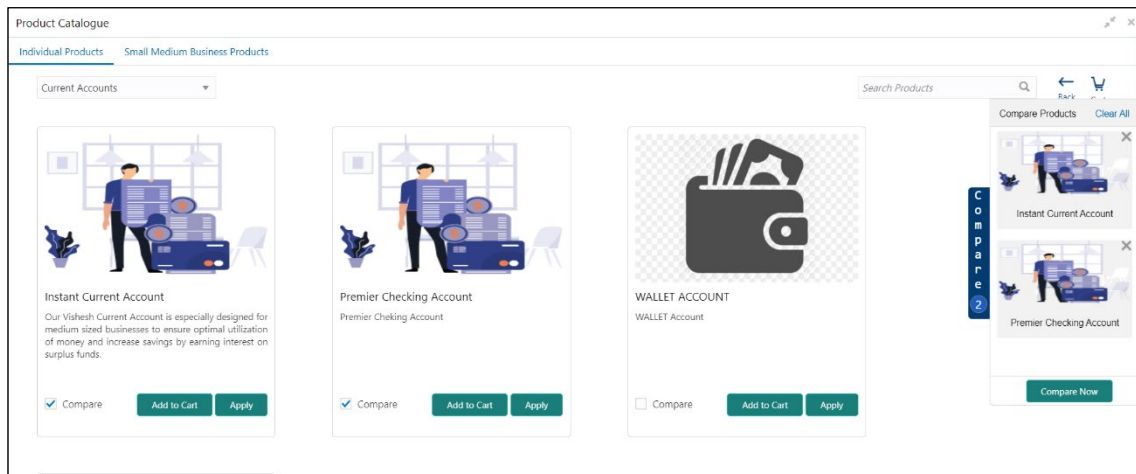 Product Catalogue
Individual Products
Small Medium Business Products
Current Accounts
Search Products
Back
Compare Products
Clear All
Instant Current Account
Premier Checking Account
Compare Now
Compare
2
Instant Current Account
Our Vishesh Current Account is especially designed for
medium sized businesses to ensure optimal utilization
of money and increase savings by earning interest on
surplus funds.
Compare
Add to Cart
Apply
Premier Checking Account
Premier Cheking Account
Compare
Add to Cart
Apply
WALLET ACCOUNT
WALLET Account
Compare
Add to Cart
Apply